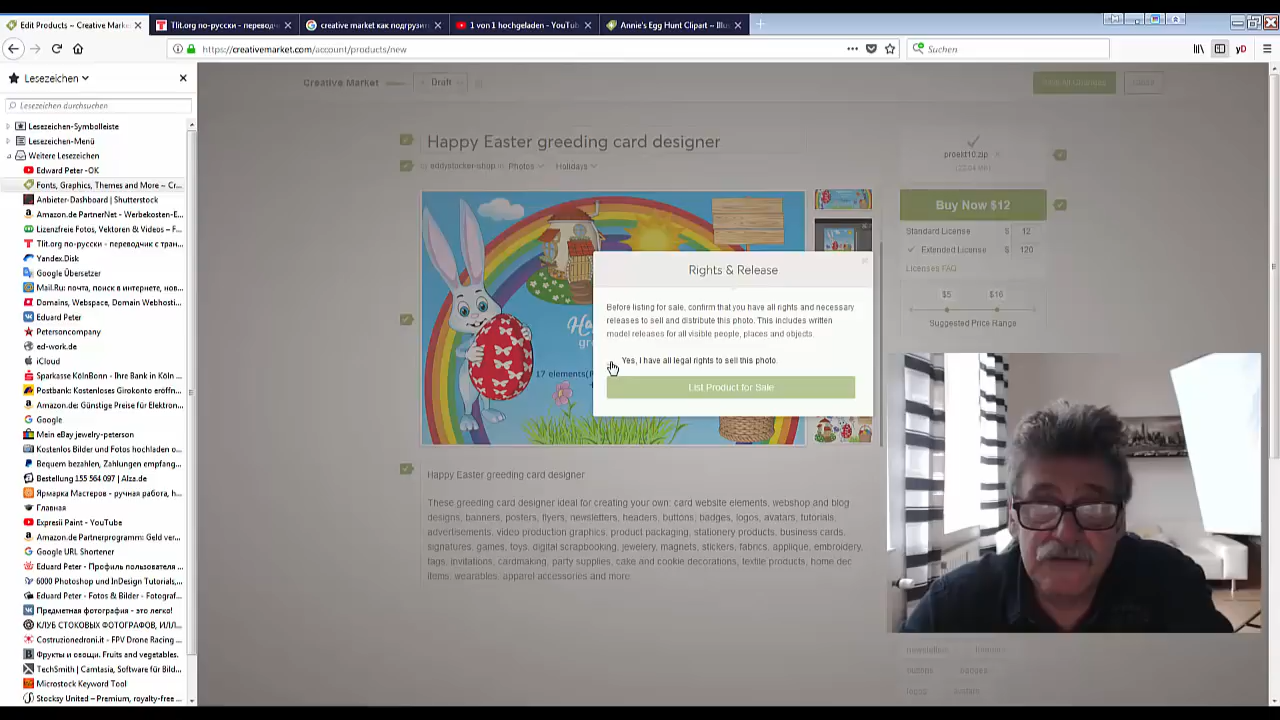 Edit Products ~ Creative Mark
Tlit.org по-русски - переводч
creative market как подгрузи
1 von 1 hochgeladen - YouTu
Annie's Egg Hunt Clipart ~ Illus
https://creativemarket.com/account/products/new
Suchen
Lesezeichen
Lesezeichen durchsuchen
Lesezeichen-Symbolleiste
Lesezeichen-Menü
Weitere Lesezeichen
Edward Peter -OK
Fonts, Graphics, Themes and More ~ Cr...
Anbieter-Dashboard | Shutterstock
Amazon.de PartnerNet - Werbekosten-E...
Lizenzfreie Fotos, Vektoren & Videos – ...
Tlit.org по-русски - переводчик с тран...
Yandex.Disk
Google Übersetzer
Mail.Ru: почта, поиск в интернете, нов...
Domains, Webspace, Domain Webhosti...
Eduard Peter
Petersoncompany
ed-work.de
iCloud
Sparkasse KölnBonn - Ihre Bank in Köln ...
Postbank: Kostenloses Girokonto eröffn...
Amazon.de: Günstige Preise für Elektron...
Google
Mein eBay jewelry-peterson
Kostenlos Bilder und Fotos hochladen o...
Bequem bezahlen, Zahlungen empfang...
Bestellung 155 564 097 | Alza.de
Ярмарка Мастеров - ручная работа, h...
Главная
Expresii Paint - YouTube
Amazon.de Partnerprogramm: Geld ver...
Google URL Shortener
Eduard Peter - Профиль пользователя ...
6000 Photoshop und InDesign Tutorials,...
Eduard Peter - Fotos & Bilder - Fotograf...
Предметная фотография - это легко!
КЛУБ СТОКОВЫХ ФОТОГРАФОВ, ИЛ...
Costruzionedroni.it - FPV Drone Racing ...
Фрукты и овощи. Fruits and vegetables.
TechSmith | Camtasia, Software für Bild...
Microstock Keyword Tool
Stocksy United – Premium, royalty-free ...
Creative Market
Draft
Happy Easter greeting card designer
eddystocker-shop in Photos
Holidays
17 elements(P
Rights & Release
Before listing for sale, confirm that you have all rights and necessary
releases to sell and distribute this photo. This includes written
model releases for all visible people, places and objects.
Yes, I have all legal rights to sell this photo.
List Product for Sale
proekt10.zip
Buy Now $12
Standard License $ 12
Extended License $ 120
Licenses FAQ
$5 $16
Suggested Price Range
Happy Easter greeting card designer
These greeting card designer ideal for creating your own: card website elements, webshop and blog
designs, banners, posters, flyers, newsletters, headers, buttons, badges, logos, avatars, tutorials,
advertisements, video production graphics, product packaging, stationery products, business cards,
signatures, games, toys, digital scrapbooking, jewelry, magnets, stickers, fabrics, applique, embroidery,
tags, invitations, cardmaking, party supplies, cake and cookie decorations, textile products, home dec
items, wearables, apparel accessories and more.
newsletters
buttons badges
logos avatars